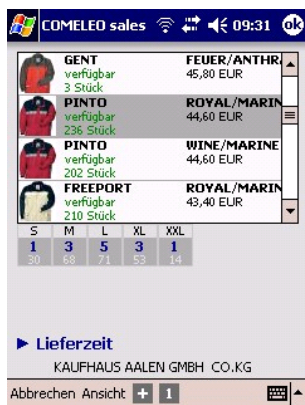 COMELEO sales 09:31 ok
GENT FEUER/ANTHR
verfügbar 45,80 EUR
3 Stück
PINTO ROYAL/MARIN
verfügbar 44,60 EUR
236 Stück
PINTO WINE/MARINE
verfügbar 44,60 EUR
202 Stück
FREEPORT ROYAL/MARIN
verfügbar 43,40 EUR
210 Stück
S M L XL XXL
1 3 5 3 1
30 68 71 53 14
Lieferzeit
KAUFHAUS AALEN GMBH CO.KG
Abbrechen Ansicht + 1